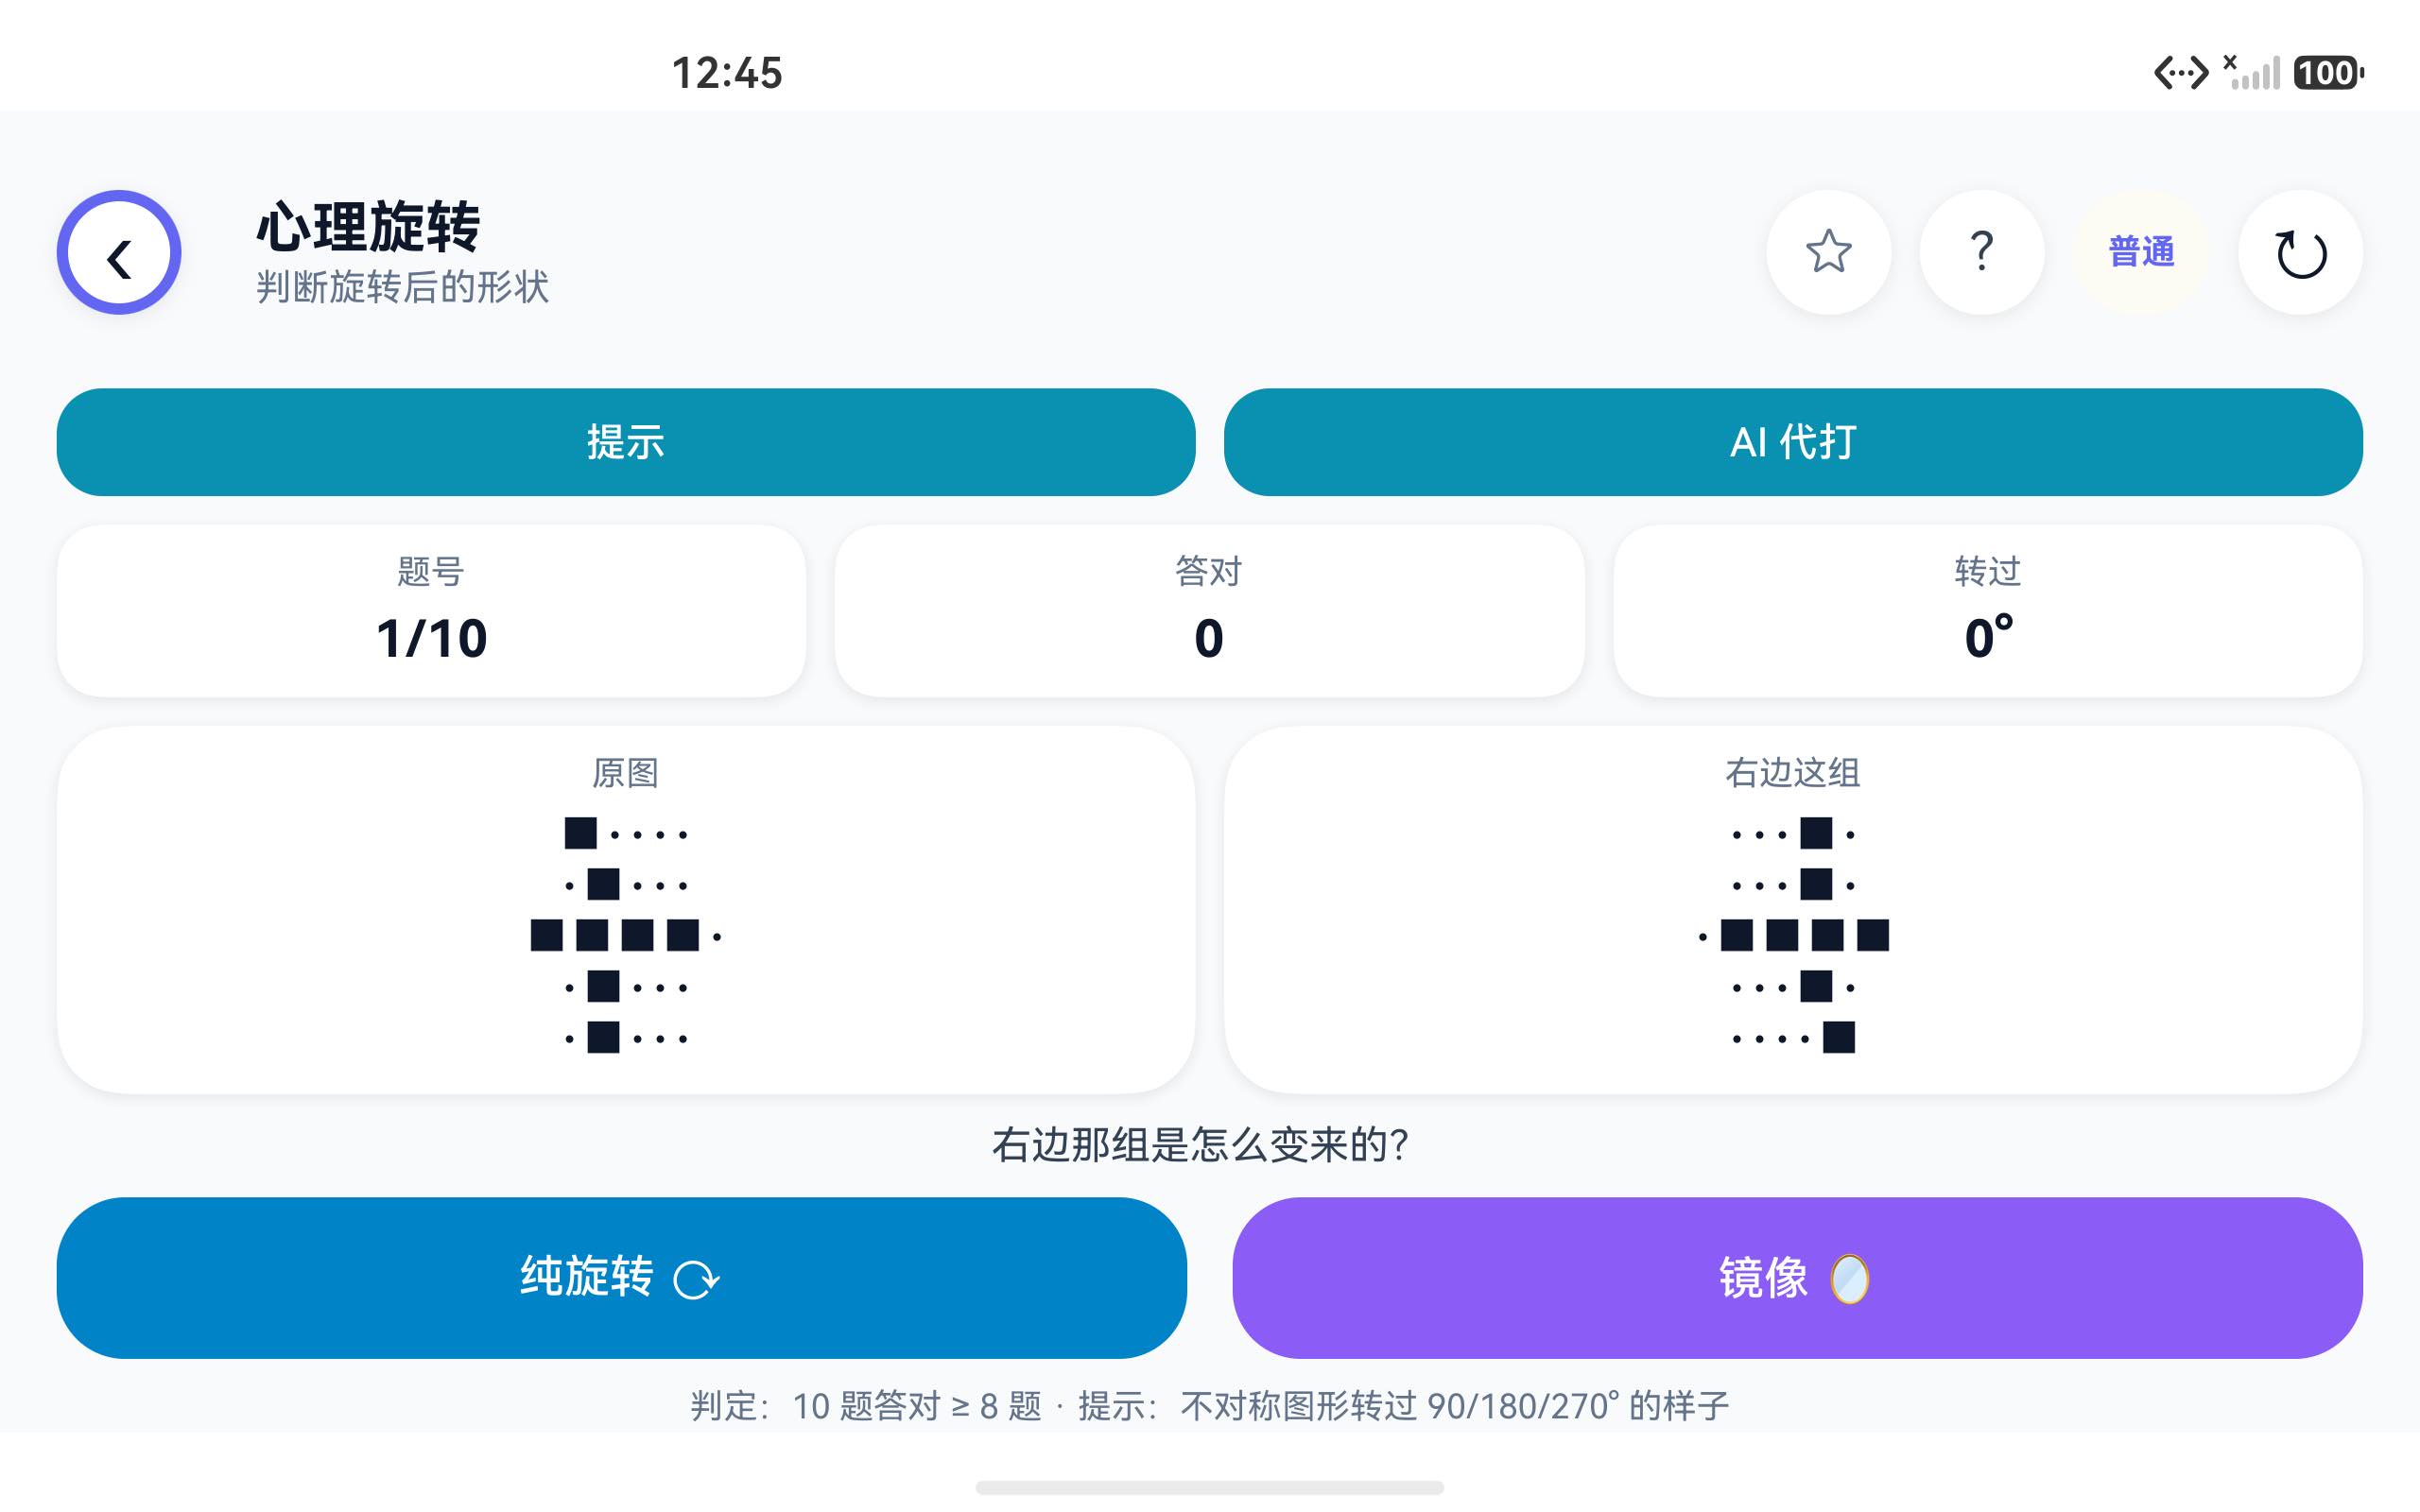 12:45
100
心理旋转
判断旋转后的形状
?
普通
提示
AI 代打
题号
1/10
答对
0
转过
0°
原图
■····
·■···
■■■■·
·■···
·■···
右边这组
···■·
···■·
·■■■■
···■·
····■
右边那组是怎么变来的？
纯旋转 ⟳
镜像 🪞
判定：10 题答对 ≥ 8 题 · 提示：不对称图形转过 90/180/270° 的样子